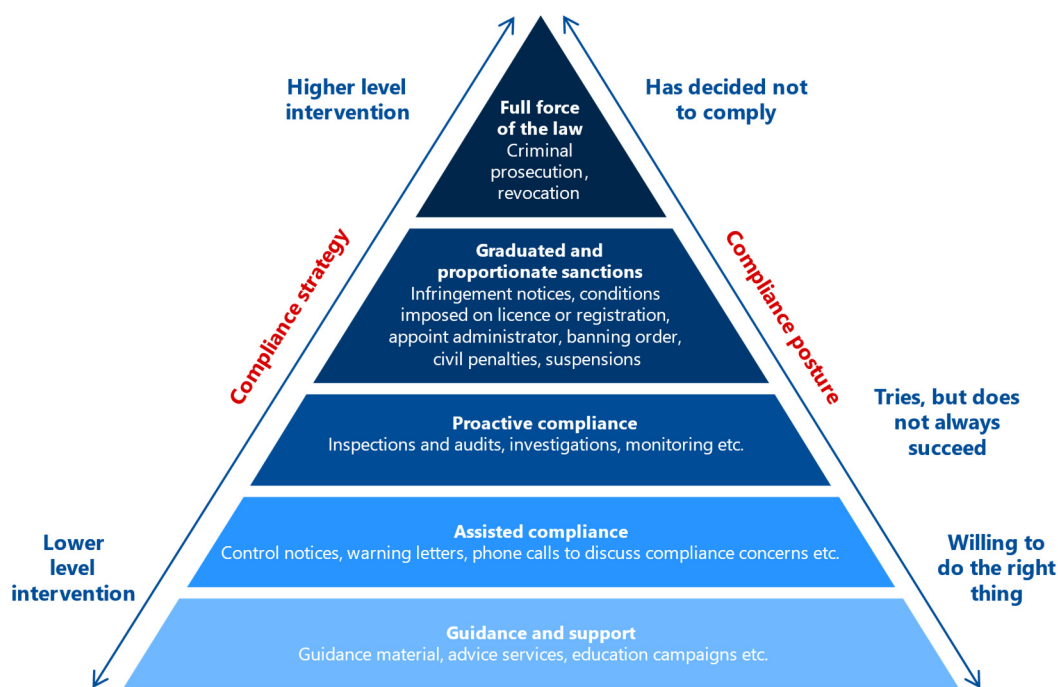 Higher level
intervention
Has decided not
to comply
Full force
of the law
Criminal
prosecution,
revocation
Compliance strategy
Compliance posture
Graduated and
proportionate sanctions
Infringement notices, conditions
imposed on licence or registration,
appoint administrator, banning order,
civil penalties, suspensions
Tries, but does
not always
succeed
Proactive compliance
Inspections and audits, investigations, monitoring etc.
Lower
level
intervention
Assisted compliance
Control notices, warning letters, phone calls to discuss compliance concerns etc.
Willing to
do the right
thing
Guidance and support
Guidance material, advice services, education campaigns etc.